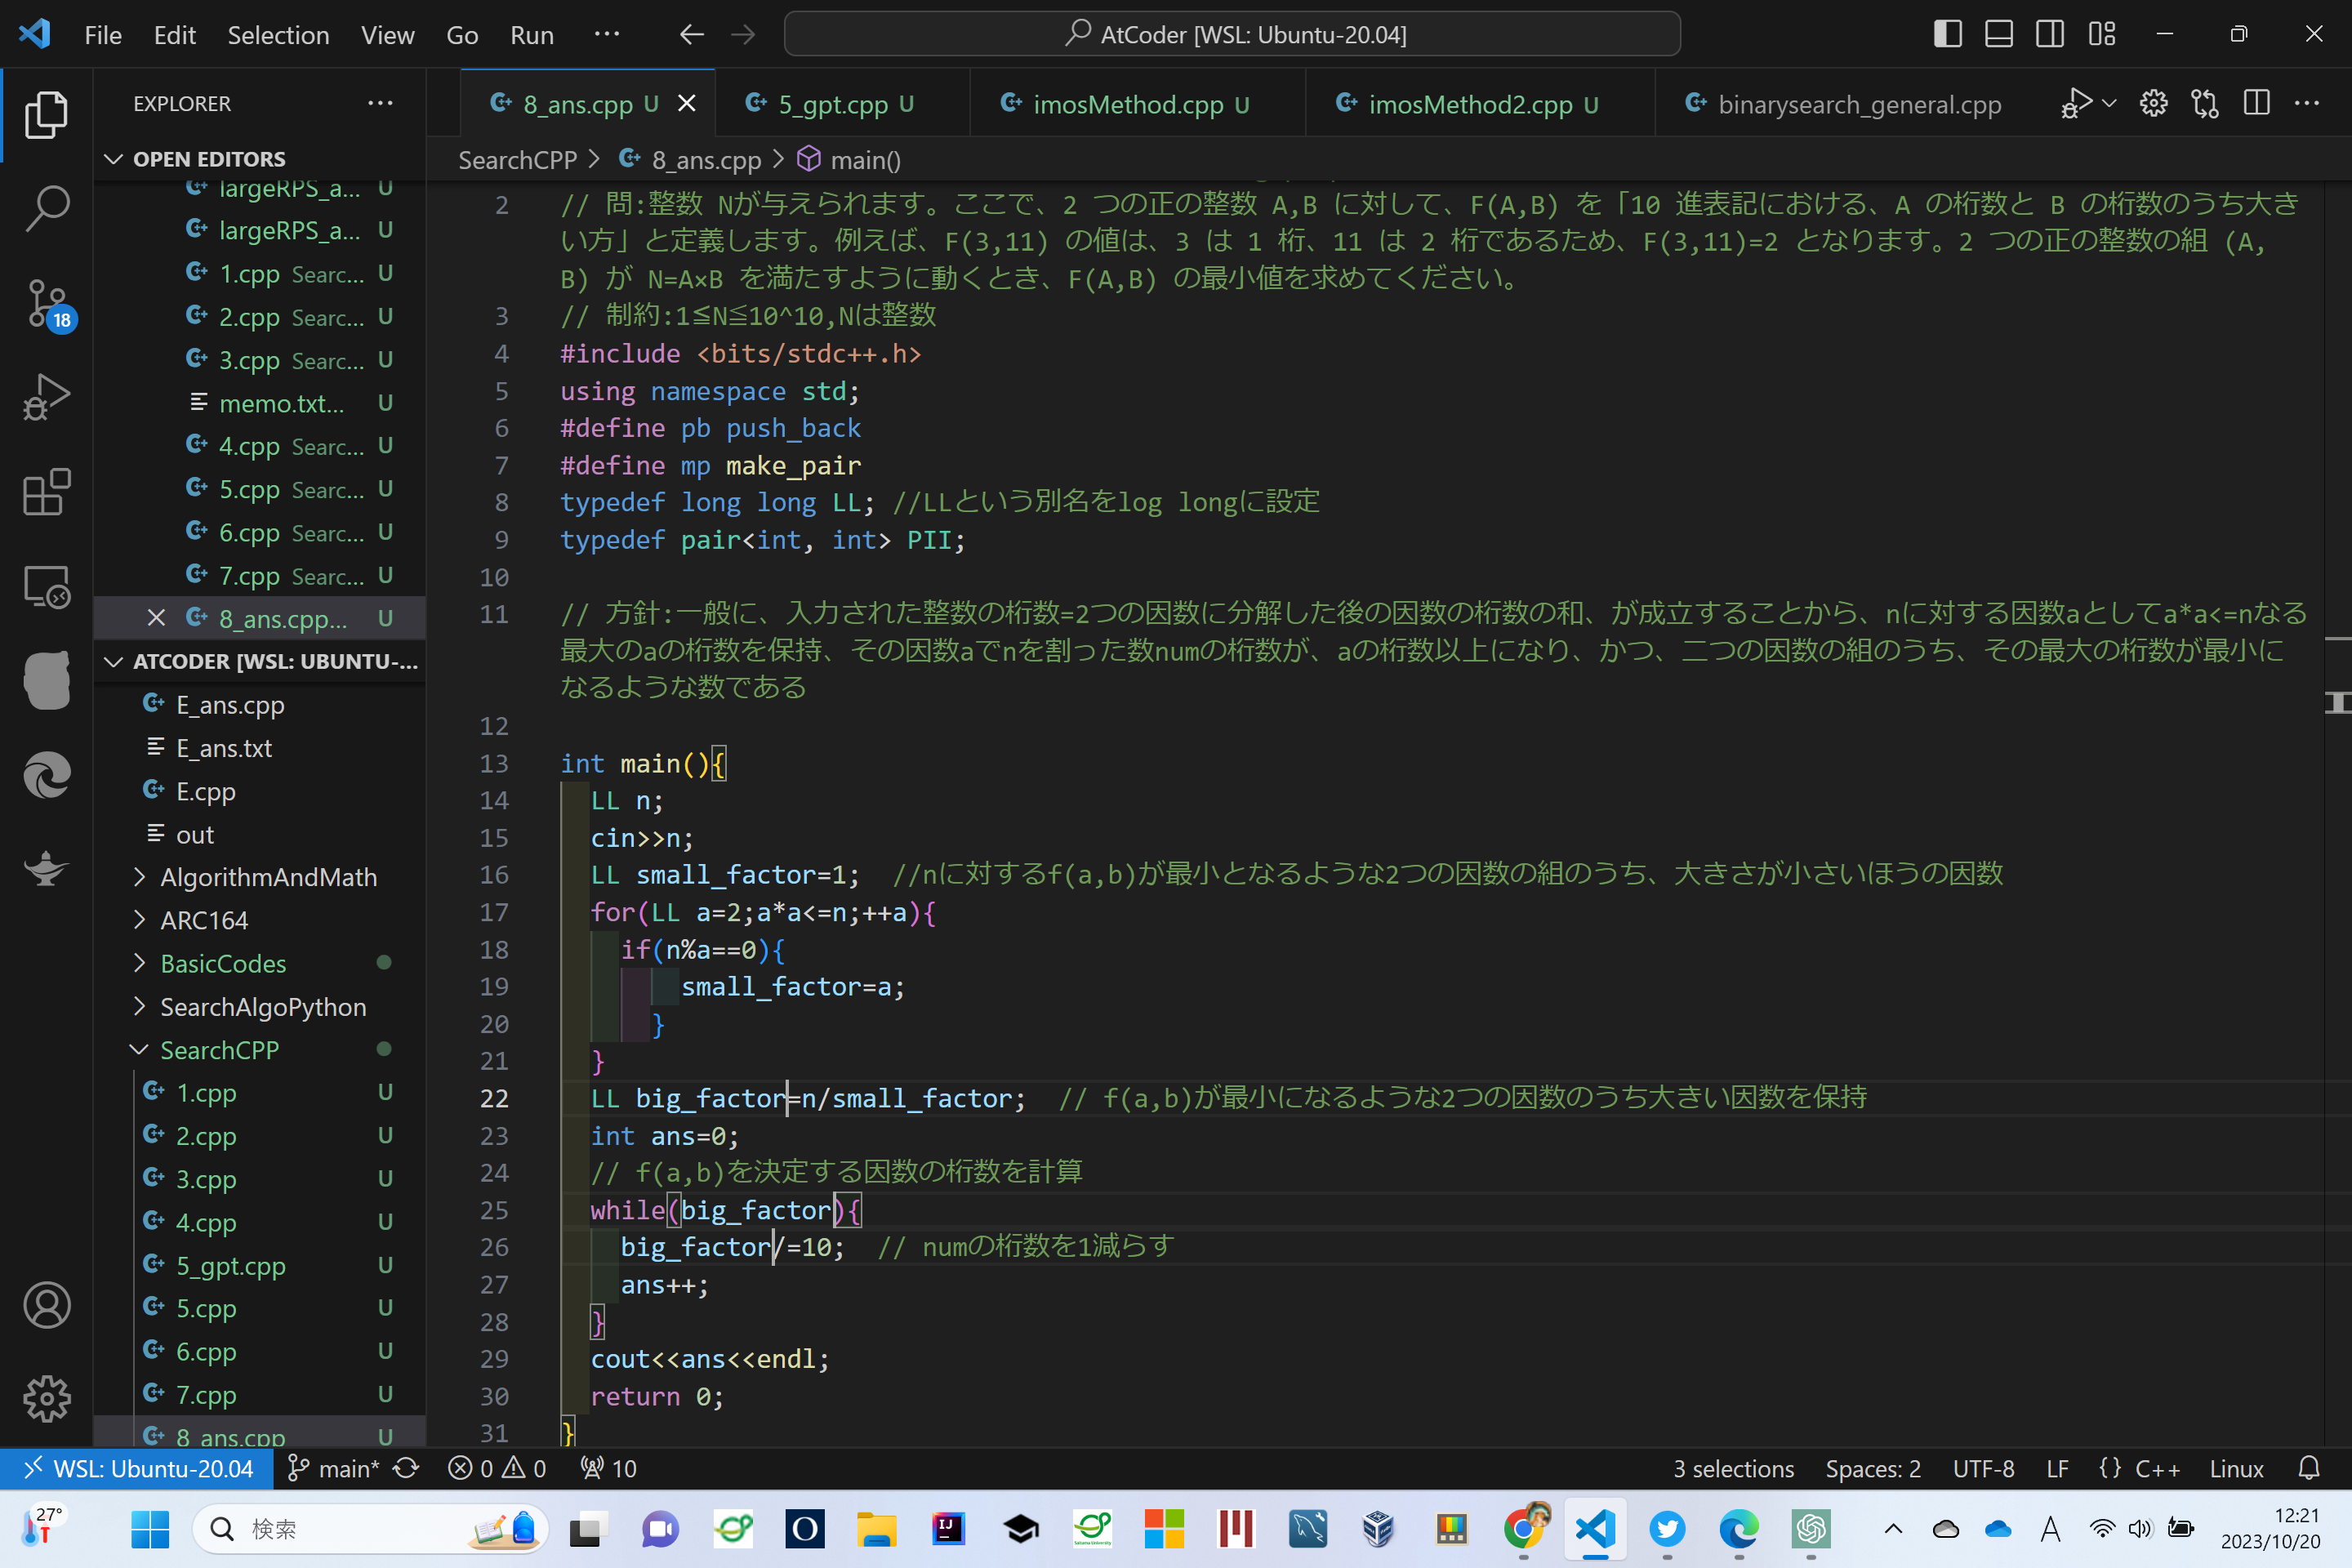 File Edit Selection View Go Run ···
AtCoder [WSL: Ubuntu-20.04]
EXPLORER ···
8_ans.cpp U
5_gpt.cpp U
imosMethod.cpp U
imosMethod2.cpp U
binarysearch_general.cpp
SearchCPP > 8_ans.cpp > main()
OPEN EDITORS
largeRPS_a... U
largeRPS_a... U
1.cpp Searc... U
2.cpp Searc... U
3.cpp Searc... U
memo.txt... U
4.cpp Searc... U
5.cpp Searc... U
6.cpp Searc... U
7.cpp Searc... U
8_ans.cpp... U
ATCODER [WSL: UBUNTU-...
E_ans.cpp
E_ans.txt
E.cpp
out
AlgorithmAndMath
ARC164
BasicCodes
SearchAlgoPython
SearchCPP
1.cpp U
2.cpp U
3.cpp U
4.cpp U
5_gpt.cpp U
5.cpp U
6.cpp U
7.cpp U
8_ans.cpp U
18
2 // 問:整数 Nが与えられます。ここで、2 つの正の整数 A,B に対して、F(A,B) を「10 進表記における、A の桁数と B の桁数のうち大き
い方」と定義します。例えば、F(3,11) の値は、3 は 1 桁、11 は 2 桁であるため、F(3,11)=2 となります。2 つの正の整数の組 (A,
B) が N=A×B を満たすように動くとき、F(A,B) の最小値を求めてください。
3 // 制約:1≦N≦10^10,Nは整数
4 #include <bits/stdc++.h>
5 using namespace std;
6 #define pb push_back
7 #define mp make_pair
8 typedef long long LL; //LLという別名をlog longに設定
9 typedef pair<int, int> PII;
10
11 // 方針:一般に、入力された整数の桁数=2つの因数に分解した後の因数の桁数の和、が成立することから、nに対する因数aとしてa*a<=nなる
最大のaの桁数を保持、その因数aでnを割った数numの桁数が、aの桁数以上になり、かつ、二つの因数の組のうち、その最大の桁数が最小に
なるような数である
12
13 int main(){
14 LL n;
15 cin>>n;
16 LL small_factor=1; //nに対するf(a,b)が最小となるような2つの因数の組のうち、大きさが小さいほうの因数
17 for(LL a=2;a*a<=n;++a){
18 if(n%a==0){
19 small_factor=a;
20 }
21 }
22 LL big_factor=n/small_factor; // f(a,b)が最小になるような2つの因数のうち大きい因数を保持
23 int ans=0;
24 // f(a,b)を決定する因数の桁数を計算
25 while(big_factor){
26 big_factor/=10; // numの桁数を1減らす
27 ans++;
28 }
29 cout<<ans<<endl;
30 return 0;
31 }
WSL: Ubuntu-20.04 main* 0 0 10 3 selections Spaces: 2 UTF-8 LF {} C++ Linux
27° 検索 A 12:21
2023/10/20